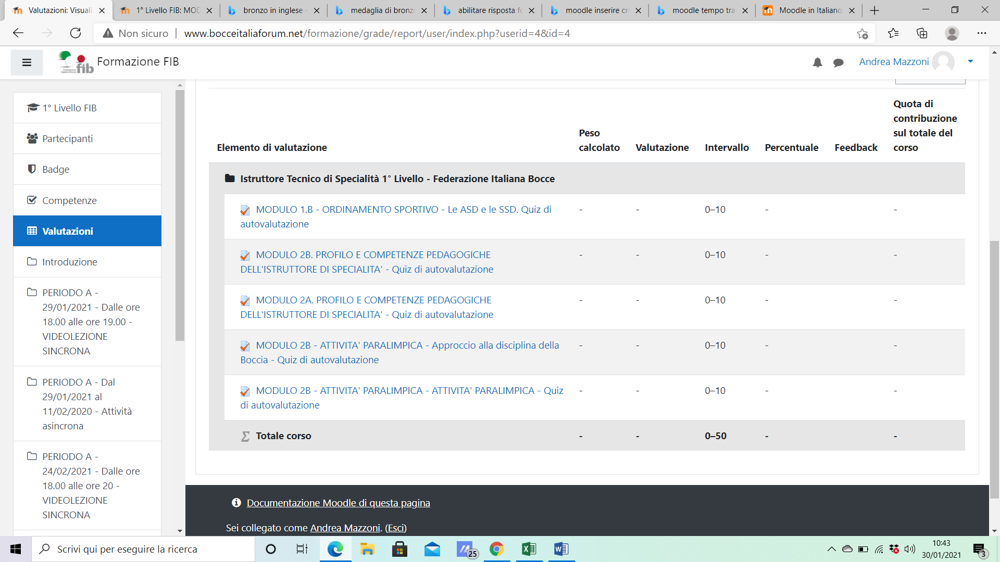 Valutazioni: Visuali
1° Livello FIB: MOD
bronzo in inglese -
medaglia di bronzo
abilitare risposta fo
moodle inserire cre
moodle tempo tra
Moodle in Italiano
Non sicuro
www.bocceitaliaforum.net/formazione/grade/report/user/index.php?userid=4&id=4
fib
Formazione FIB
Andrea Mazzoni
1° Livello FIB
Partecipanti
Badge
Competenze
Valutazioni
Introduzione
PERIODO A -
29/01/2021 - Dalle ore
18.00 alle ore 19.00 -
VIDEOLEZIONE
SINCRONA
PERIODO A - Dal
29/01/2021 al
11/02/2020 - Attività
asincrona
PERIODO A -
24/02/2021 - Dalle ore
18.00 alle ore 20 -
VIDEOLEZIONE
SINCRONA
Elemento di valutazione
Peso
calcolato
Valutazione
Intervallo
Percentuale
Feedback
Quota di
contribuzione
sul totale del
corso
Istruttore Tecnico di Specialità 1° Livello - Federazione Italiana Bocce
MODULO 1.B - ORDINAMENTO SPORTIVO - Le ASD e le SSD. Quiz di - - 0–10 - -
autovalutazione
MODULO 2B. PROFILO E COMPETENZE PEDAGOGICHE - - 0–10 - -
DELL'ISTRUTTORE DI SPECIALITA' - Quiz di autovalutazione
MODULO 2A. PROFILO E COMPETENZE PEDAGOGICHE - - 0–10 - -
DELL'ISTRUTTORE DI SPECIALITA' - Quiz di autovalutazione
MODULO 2B - ATTIVITA' PARALIMPICA - Approccio alla disciplina della - - 0–10 - -
Boccia - Quiz di autovalutazione
MODULO 2B - ATTIVITA' PARALIMPICA - ATTIVITA' PARALIMPICA - Quiz - - 0–10 - -
di autovalutazione
Totale corso - - 0–50 - -
Documentazione Moodle di questa pagina
Sei collegato come Andrea Mazzoni. (Esci)
Scrivi qui per eseguire la ricerca
25
10:43
30/01/2021
3